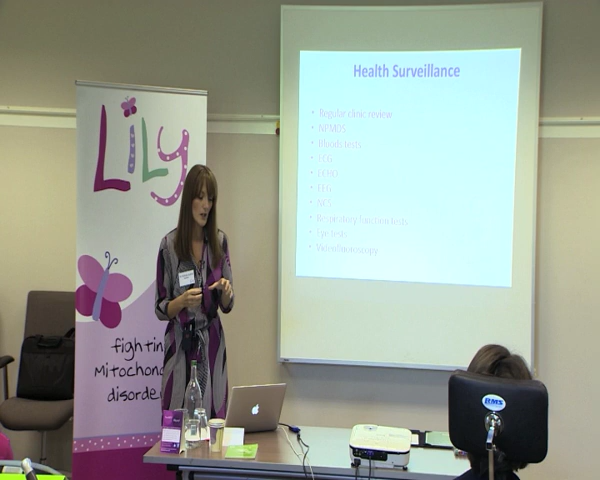 Lily
fightin
mitochond
disorde
Health Surveillance
• Regular clinic review
• NPMDS
• Bloods tests
• ECG
• ECHO
• EEG
• Respiratory function tests
• Eye tests
• Videofluoroscopy